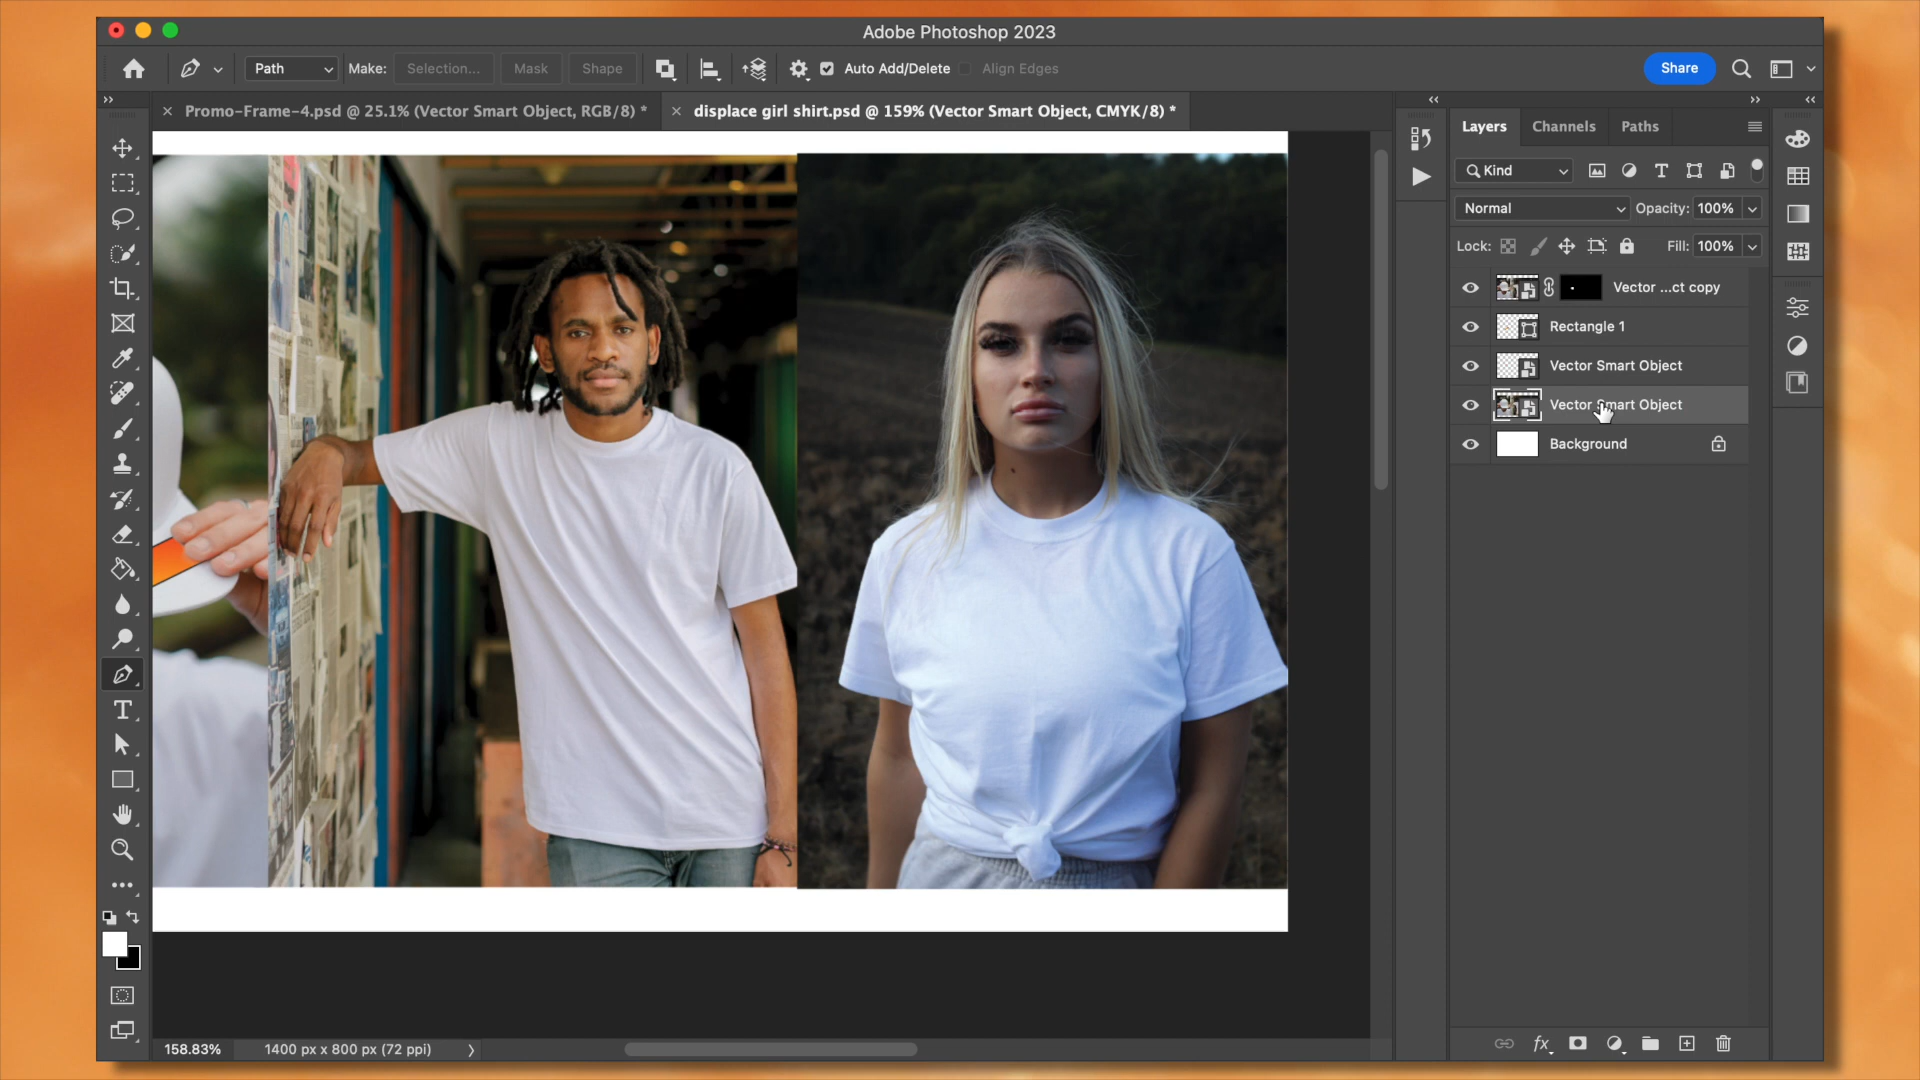 Adobe Photoshop 2023
Path Make: Selection... Mask Shape Auto Add/Delete Align Edges Share
Promo-Frame-4.psd @ 25.1% (Vector Smart Object, RGB/8) * displace girl shirt.psd @ 159% (Vector Smart Object, CMYK/8) *
Layers Channels Paths
Kind
Normal Opacity: 100%
Lock: Fill: 100%
Vector ...ct copy
Rectangle 1
Vector Smart Object
Vector Smart Object
Background
158.83% 1400 px x 800 px (72 ppi)